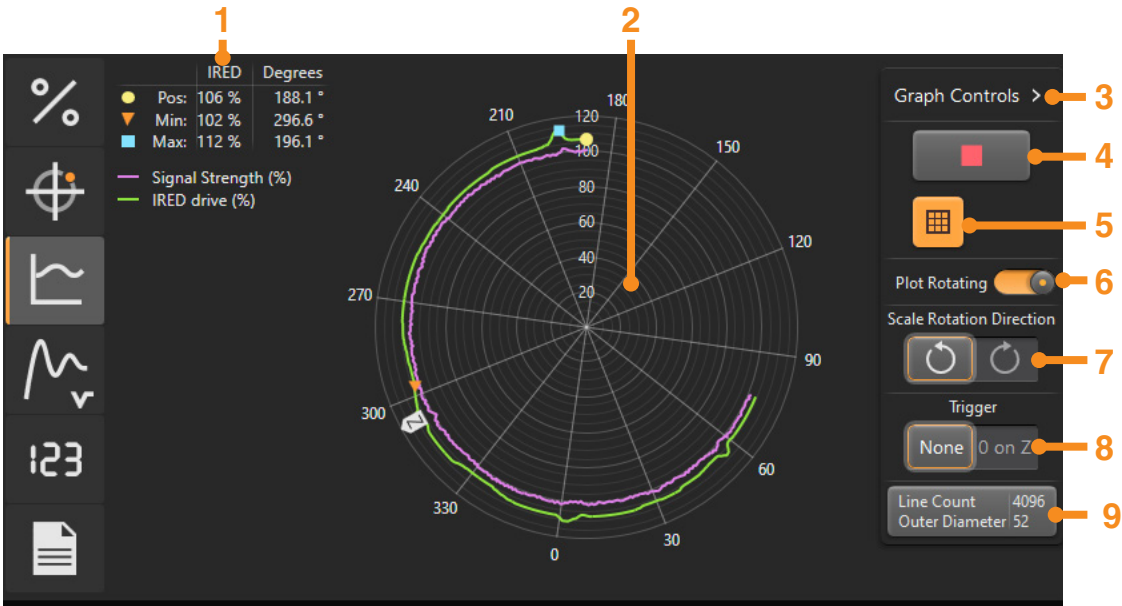 1
2
3
4
5
6
7
8
9
%
123
IRED Degrees
Pos: 106 % 188.1 °
Min: 102 % 296.6 °
Max: 112 % 196.1 °
Signal Strength (%)
IRED drive (%)
180
150
120
90
60
30
0
330
300
270
240
210
120
100
80
60
40
20
Z
Graph Controls >
Plot Rotating
Scale Rotation Direction
Trigger
None 0 on Z
Line Count 4096
Outer Diameter 52